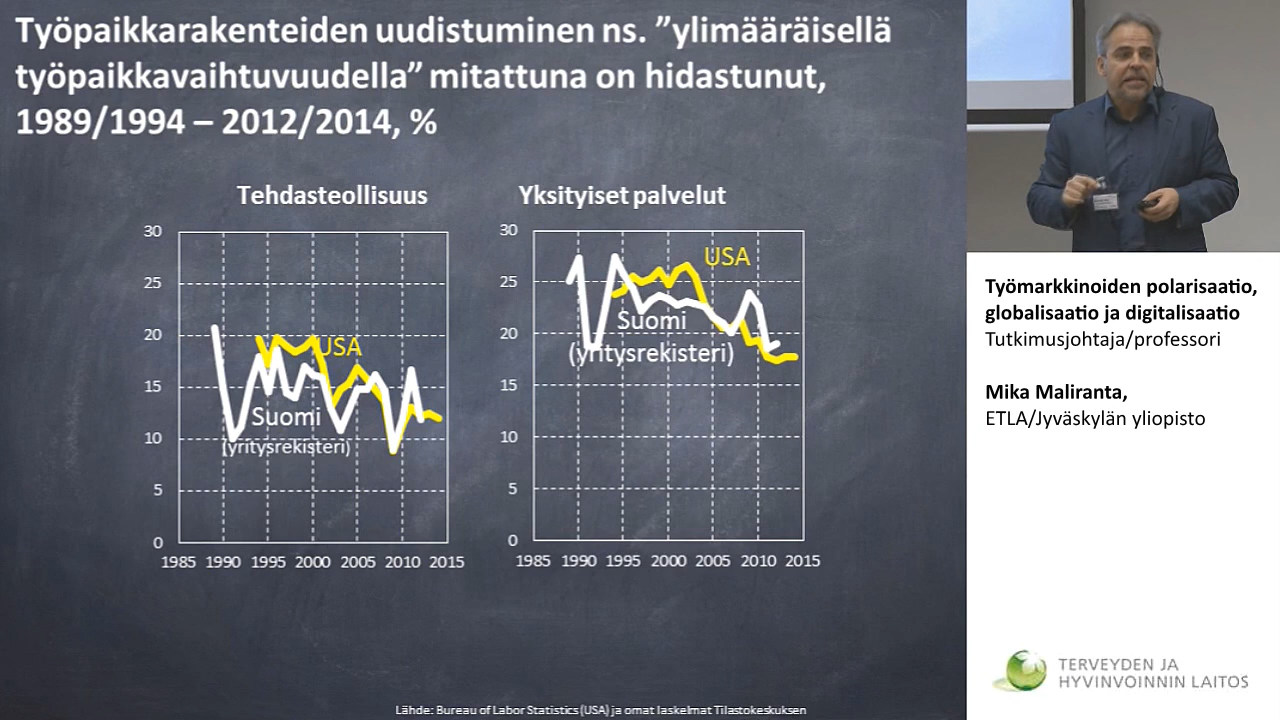 Työpaikkarakenteiden uudistuminen ns. ”ylimääräisellä
työpaikkavaihtuvuudella” mitattuna on hidastunut,
1989/1994 – 2012/2014, %
Tehdasteollisuus
30
25
20
15
10
5
0
1985 1990 1995 2000 2005 2010 2015
USA
Suomi
(yritysrekisteri)
Yksityiset palvelut
30
25
20
15
10
5
0
1985 1990 1995 2000 2005 2010 2015
USA
Suomi
(yritysrekisteri)
Lähde: Bureau of Labor Statistics (USA) ja omat laskelmat Tilastokeskuksen
Työmarkkinoiden polarisaatio,
globalisaatio ja digitalisaatio
Tutkimusjohtaja/professori
Mika Maliranta,
ETLA/Jyväskylän yliopisto
TERVEYDEN JA
HYVINVOINNIN LAITOS